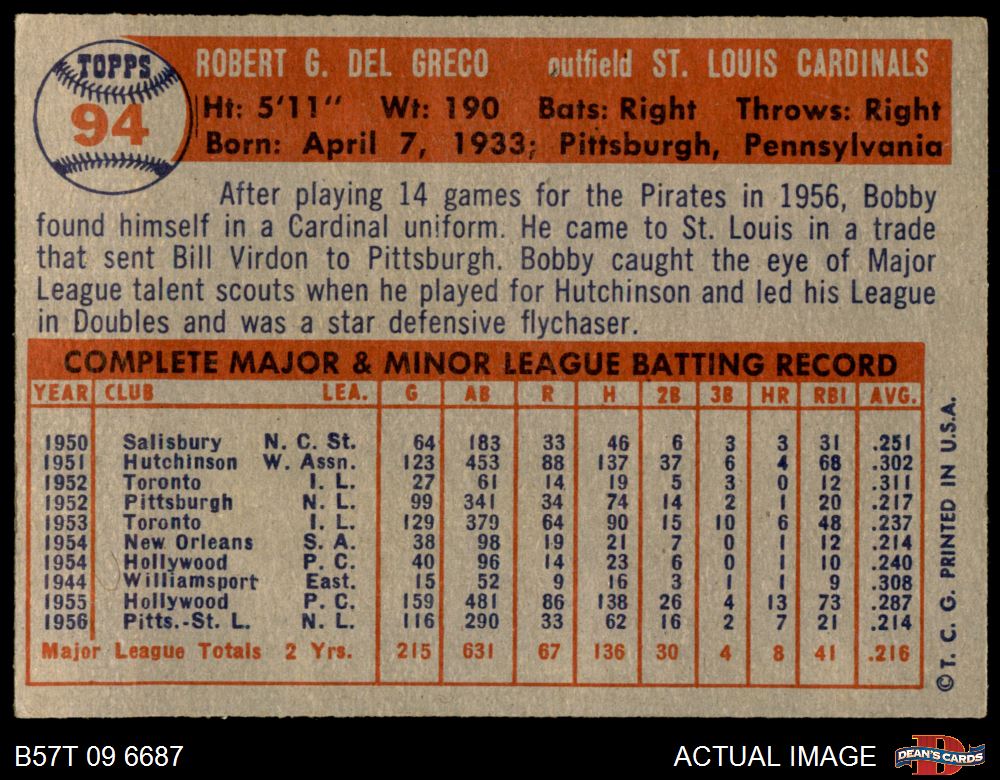 TOPPS
94
ROBERT G. DEL GRECO outfield ST. LOUIS CARDINALS
Ht: 5'11" Wt: 190 Bats: Right Throws: Right
Born: April 7, 1933; Pittsburgh, Pennsylvania
After playing 14 games for the Pirates in 1956, Bobby
found himself in a Cardinal uniform. He came to St. Louis in a trade
that sent Bill Virdon to Pittsburgh. Bobby caught the eye of Major
League talent scouts when he played for Hutchinson and led his League
in Doubles and was a star defensive flychaser.
COMPLETE MAJOR & MINOR LEAGUE BATTING RECORD
YEAR CLUB LEA. G AB R H 2B 3B HR RBI AVG.
1950 Salisbury N. C. St. 64 183 33 46 6 3 3 31 .251
1951 Hutchinson W. Assn. 123 453 88 137 37 6 4 68 .302
1952 Toronto I. L. 27 61 14 19 5 3 0 12 .311
1952 Pittsburgh N. L. 99 341 34 74 14 2 1 20 .217
1953 Toronto I. L. 129 379 64 90 15 10 6 48 .237
1954 New Orleans S. A. 38 98 19 21 7 0 1 12 .214
1954 Hollywood P. C. 40 96 14 23 6 0 1 10 .240
1944 Williamsport East. 15 52 9 16 3 1 1 9 .308
1955 Hollywood P. C. 159 481 86 138 26 4 13 73 .287
1956 Pitts.-St. L. N. L. 116 290 33 62 16 2 7 21 .214
Major League Totals 2 Yrs. 215 631 67 136 30 4 8 41 .216
©T. C. G. PRINTED IN U.S.A.
B57T 09 6687
ACTUAL IMAGE
DEAN'S CARDS